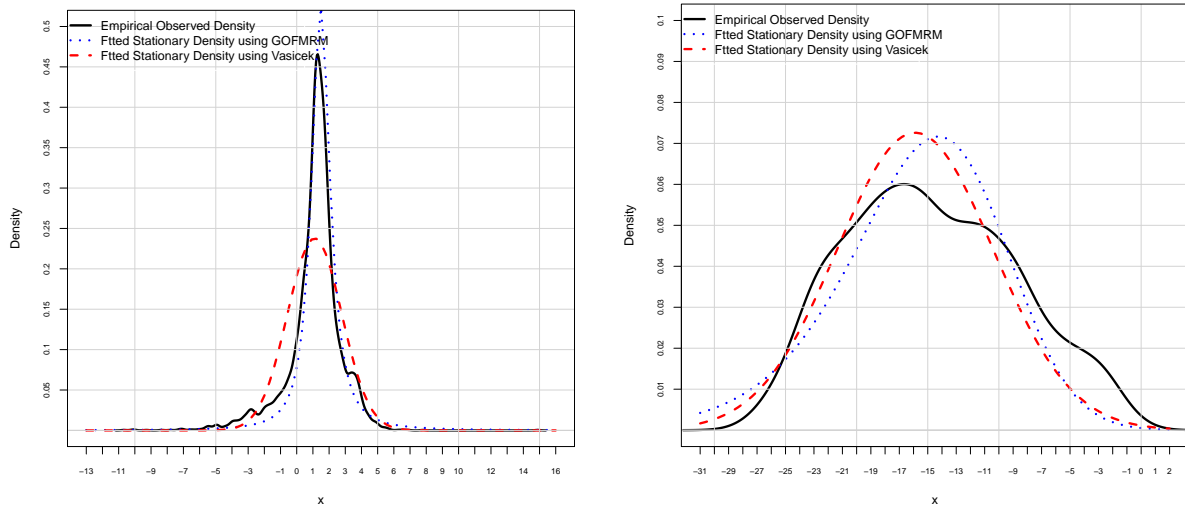 Empirical Observed Density
Ftted Stationary Density using GOFMRM
Ftted Stationary Density using Vasicek
Density
0.5
0.45
0.4
0.35
0.3
0.25
0.2
0.15
0.1
0.05
−13 −11 −9 −7 −5 −3 −2 0 1 2 3 4 5 6 8 10 12 14 16
x
Empirical Observed Density
Ftted Stationary Density using GOFMRM
Ftted Stationary Density using Vasicek
Density
0.1
0.09
0.08
0.07
0.06
0.05
0.04
0.03
0.02
0.01
−31 −29 −27 −25 −23 −21 −19 −17 −15 −13 −11 −9 −7 −5 −3 −1 0 1 2
x